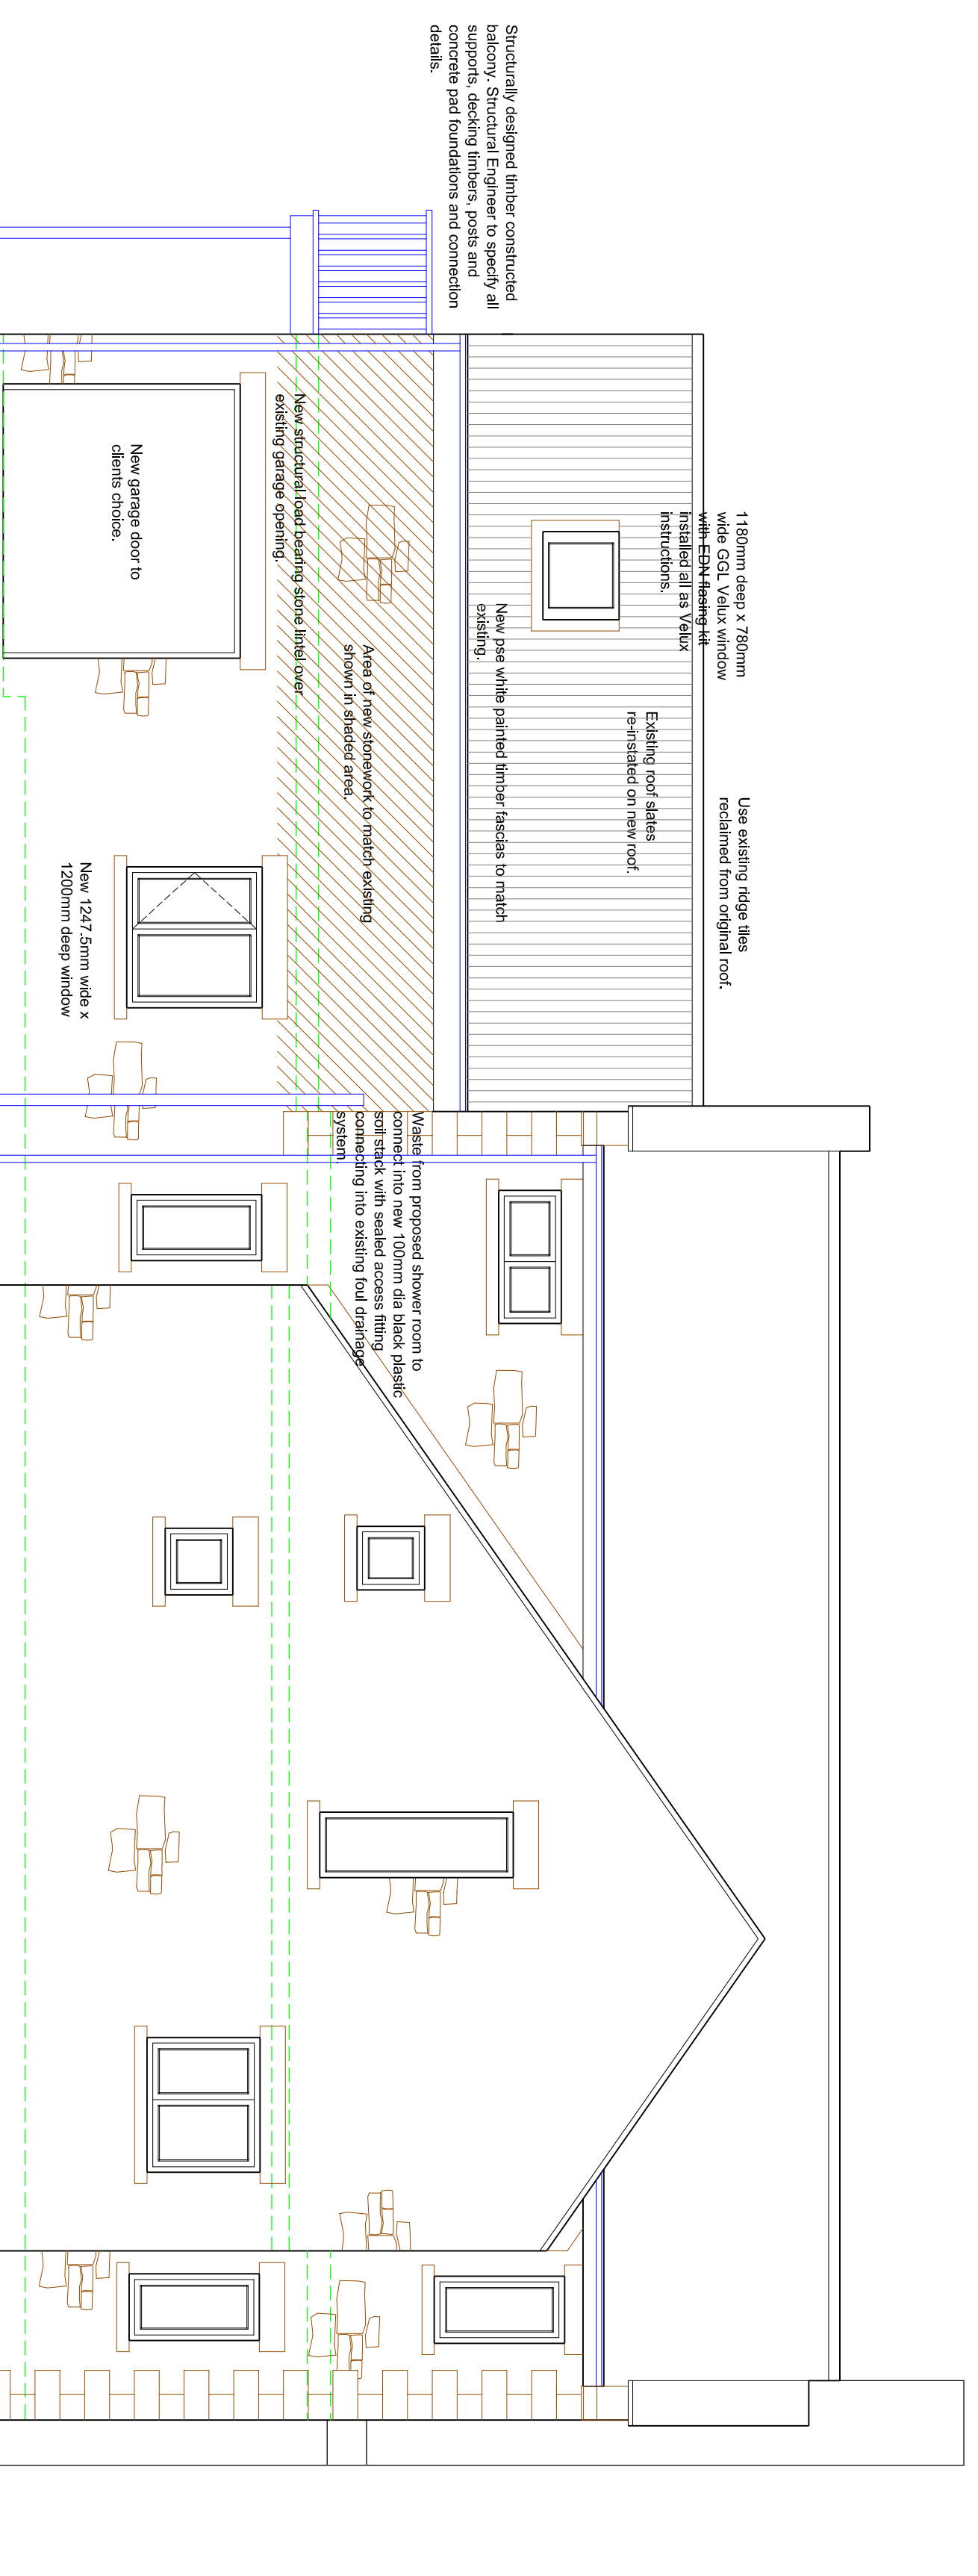 Structurally designed timber constructed
balcony. Structural Engineer to specify all
supports, decking timbers, posts and
concrete pad foundations and connection
details.
1180mm deep x 780mm
wide GGL Velux window
with EDN flasing kit
installed all as Velux
instructions.
Use existing ridge tiles
reclaimed from original roof.
Existing roof slates
re-instated on new roof.
New pse white painted timber fascias to match
existing.
Area of new stonework to match existing
shown in shaded area.
New structural load bearing stone lintel over
existing garage opening.
New garage door to
clients choice.
New 1247.5mm wide x
1200mm deep window
Waste from proposed shower room to
connect into new 100mm dia black plastic
soil stack with sealed access fitting
connecting into existing foul drainage
system.